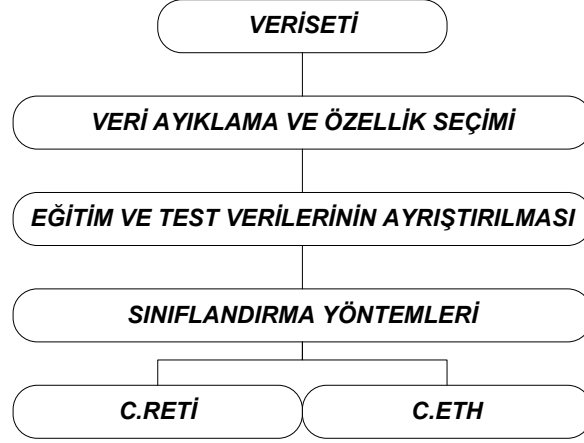 VERİSETİ
VERİ AYIKLAMA VE ÖZELLİK SEÇİMİ
EĞİTİM VE TEST VERİLERİNİN AYRIŞTIRILMASI
SINIFLANDIRMA YÖNTEMLERİ
C.RETİ
C.ETH